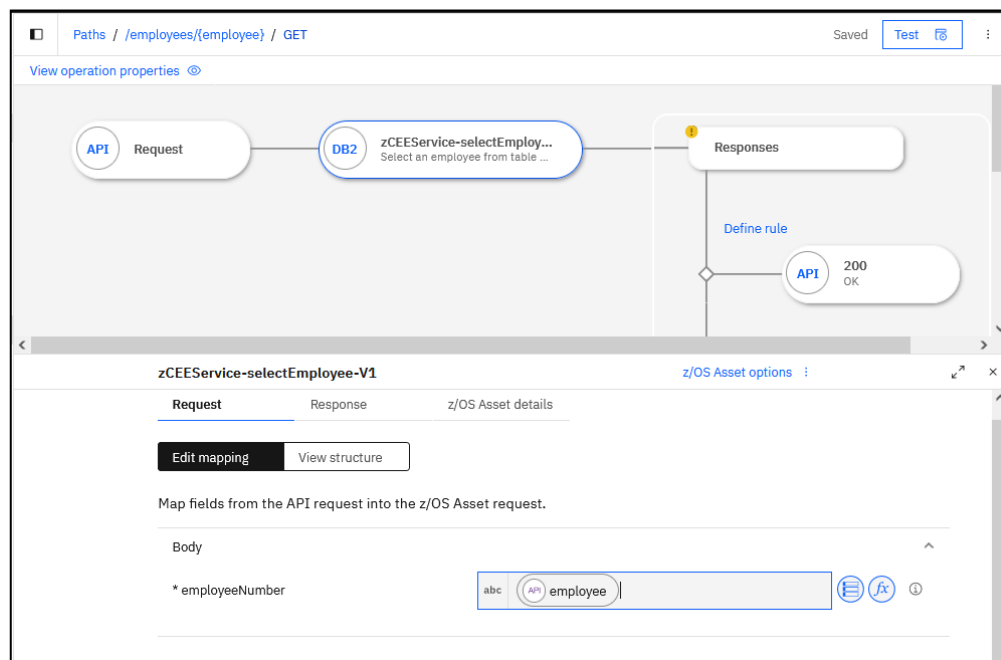 Paths / /employees/{employee} / GET
Saved
Test
View operation properties
API
Request
DB2
zCEEService-selectEmploy...
Select an employee from table ...
Responses
Define rule
API
200
OK
zCEEService-selectEmployee-V1
z/OS Asset options
Request
Response
z/OS Asset details
Edit mapping
View structure
Map fields from the API request into the z/OS Asset request.
Body
* employeeNumber
abc
API
employee
fx